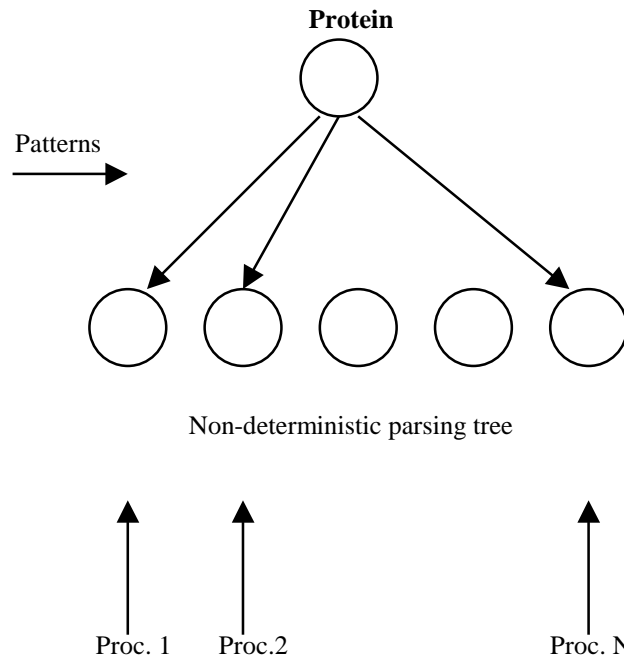 Protein
Patterns
Non-deterministic parsing tree
Proc. 1 Proc.2 Proc. N